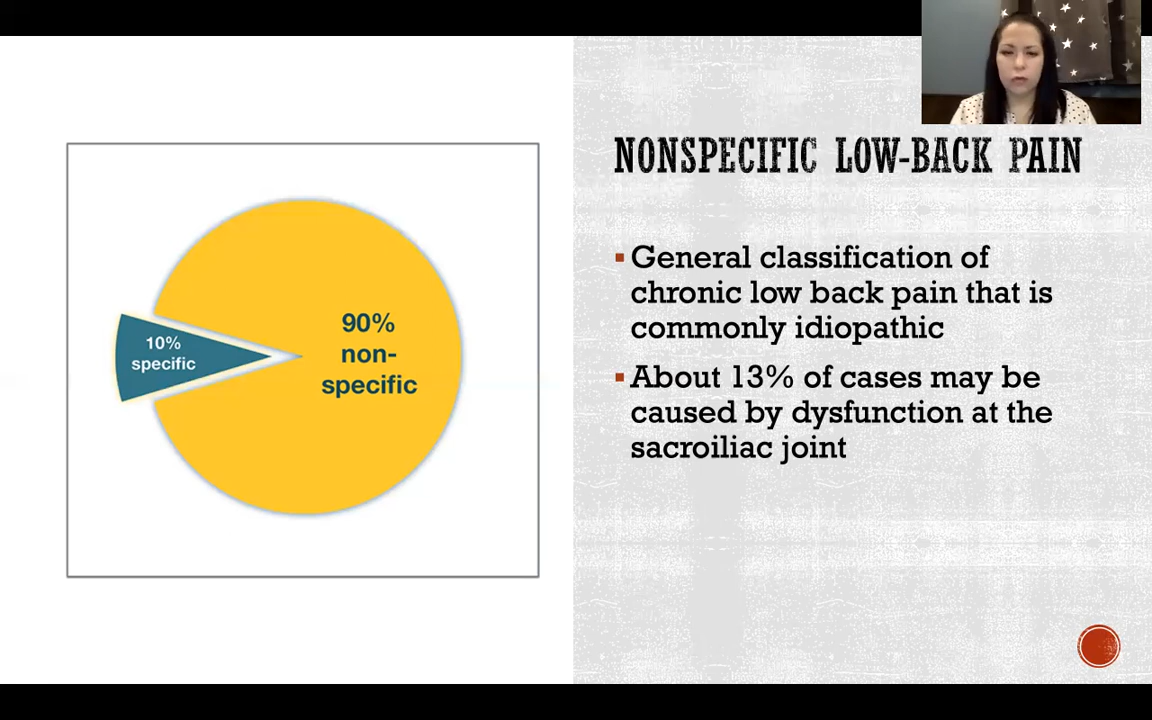 NONSPECIFIC LOW-BACK PAIN
10%
specific
90%
non-
specific
General classification of
chronic low back pain that is
commonly idiopathic
About 13% of cases may be
caused by dysfunction at the
sacroiliac joint